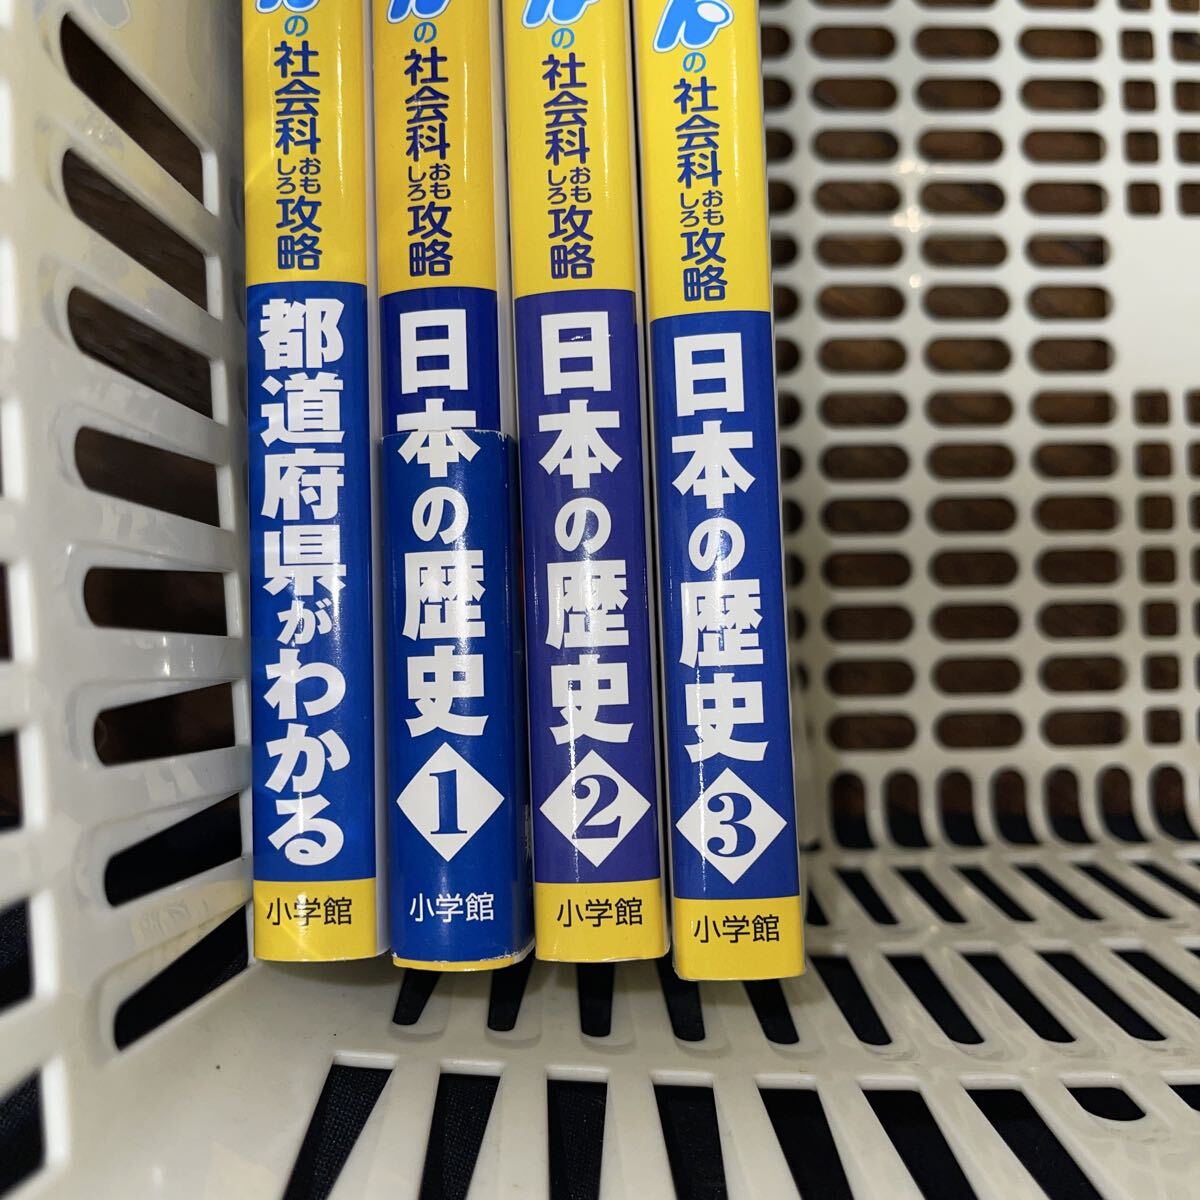 の社会科おもしろ攻略
都道府県がわかる
小学館
の社会科おもしろ攻略
日本の歴史1
小学館
の社会科おもしろ攻略
日本の歴史2
小学館
の社会科おもしろ攻略
日本の歴史3
小学館